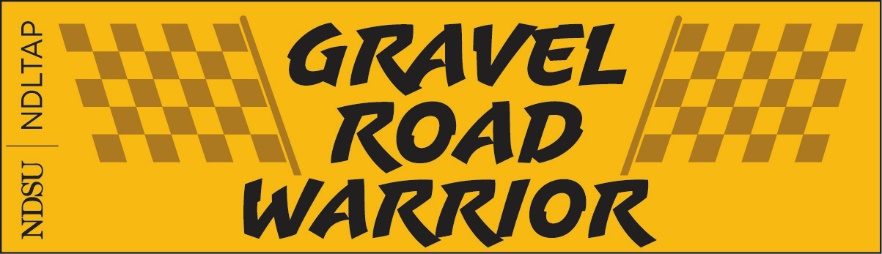 NDSU | NDLTAP
GRAVEL
ROAD
WARRIOR